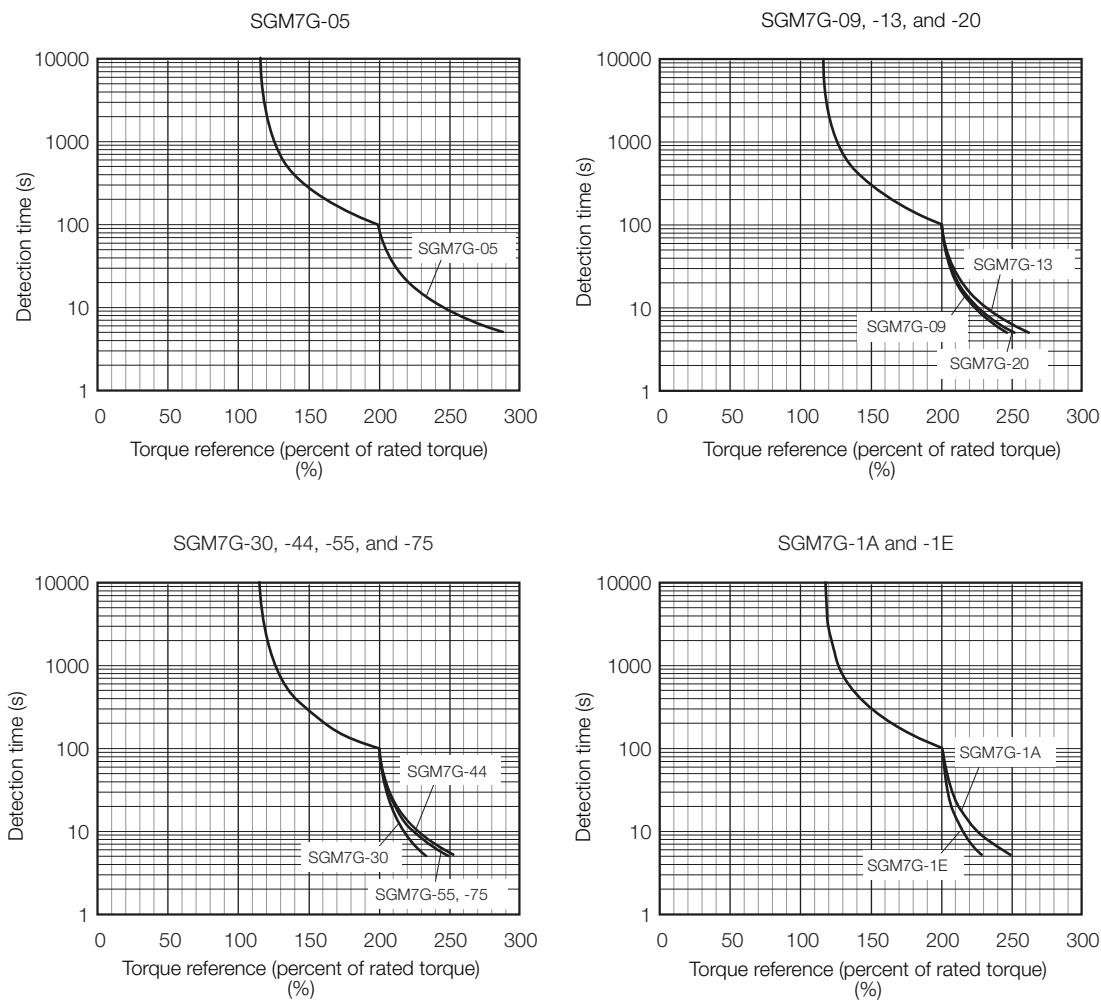 SGM7G-05
10000
1000
100
10
1
Detection time (s)
SGM7G-05
0 50 100 150 200 250 300
Torque reference (percent of rated torque)
(%)
SGM7G-09, -13, and -20
10000
1000
100
10
1
Detection time (s)
SGM7G-13
SGM7G-09
SGM7G-20
0 50 100 150 200 250 300
Torque reference (percent of rated torque)
(%)
SGM7G-30, -44, -55, and -75
10000
1000
100
10
1
Detection time (s)
SGM7G-44
SGM7G-30
SGM7G-55, -75
0 50 100 150 200 250 300
Torque reference (percent of rated torque)
(%)
SGM7G-1A and -1E
10000
1000
100
10
1
Detection time (s)
SGM7G-1A
SGM7G-1E
0 50 100 150 200 250 300
Torque reference (percent of rated torque)
(%)